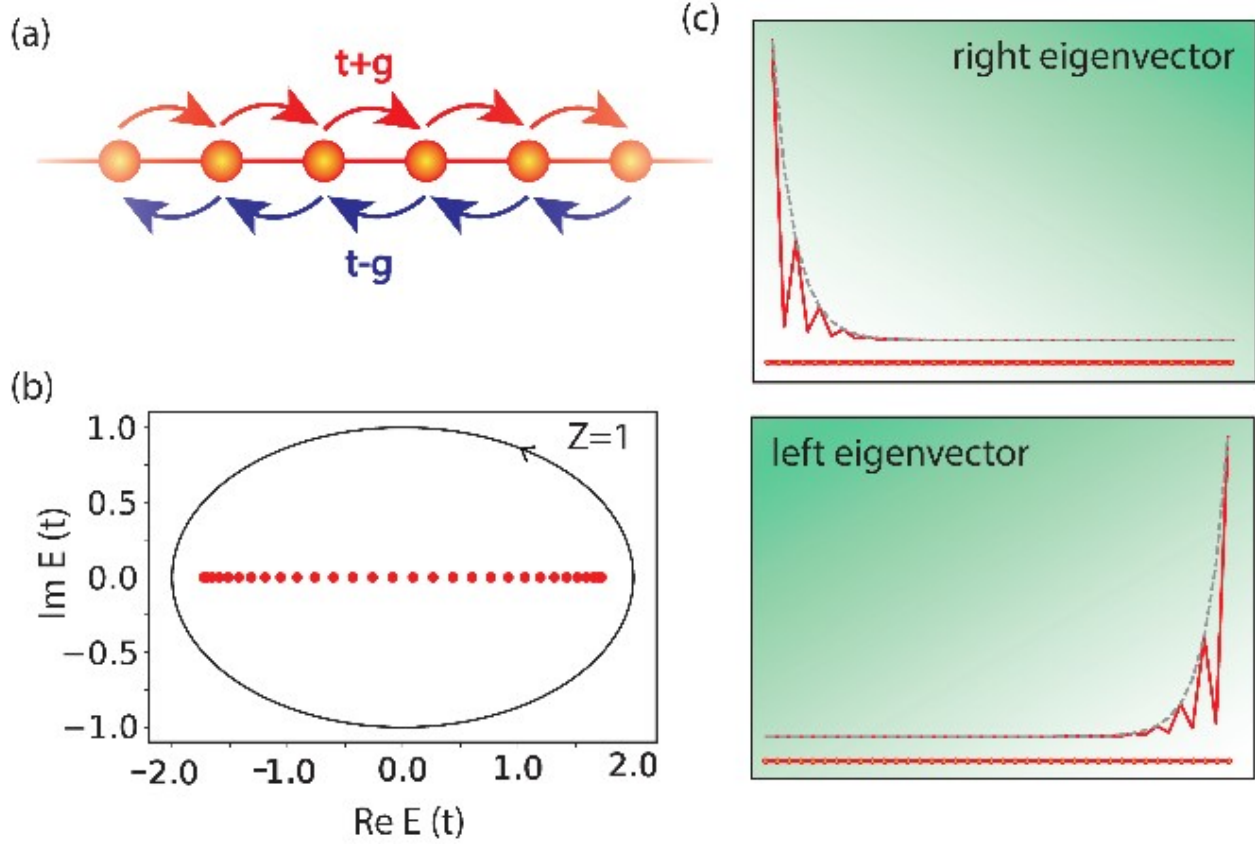 (a)
t+g
t-g
(b)
Z=1
1.0
0.5
0.0
−0.5
−1.0
−2.0
−1.0
0.0
1.0
2.0
Im E (t)
Re E (t)
(c)
right eigenvector
left eigenvector